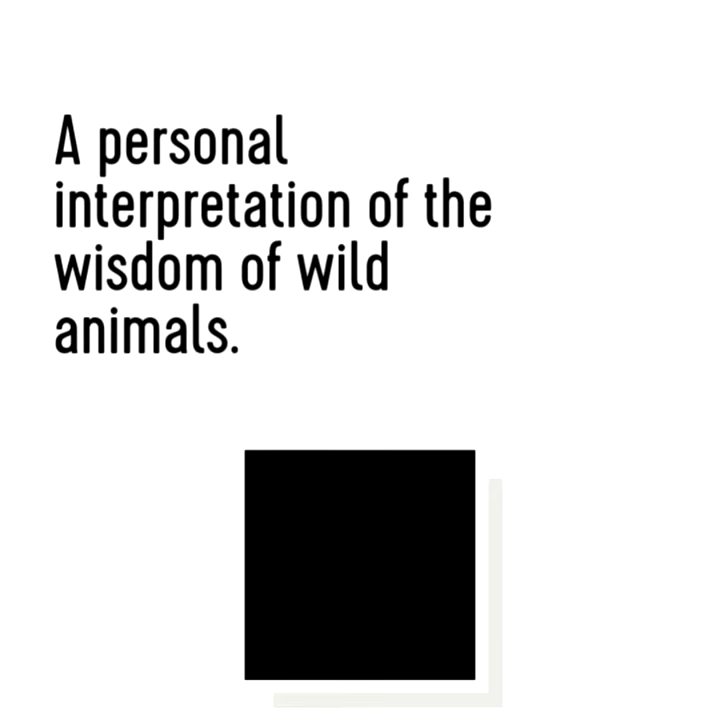 A personal
interpretation of the
wisdom of wild
animals.